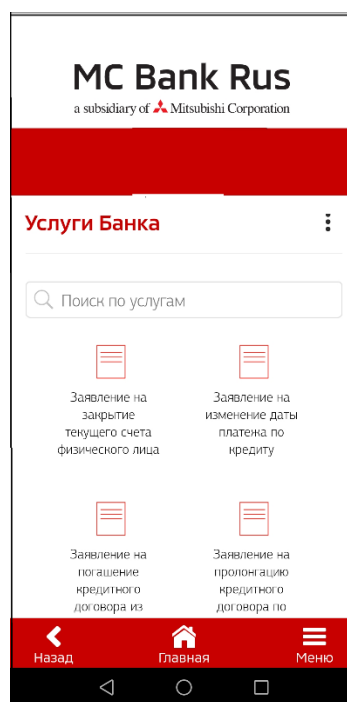 MC Bank Rus
a subsidiary of Mitsubishi Corporation
Услуги Банка
Поиск по услугам
Заявление на
закрытие
текущего счета
физического лица
Заявление на
изменение даты
платежа по
кредиту
Заявление на
погашение
кредитного
договора из
Заявление на
пролонгацию
кредитного
договора по
Назад
Главная
Меню